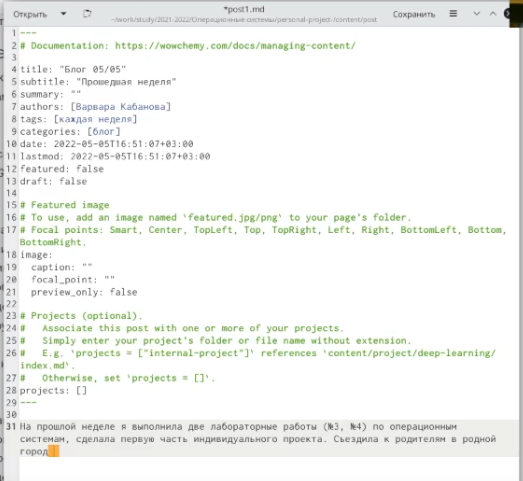 Открыть
*post1.md
~/work/study/2021-2022/Операционные системы/personal-project/content/post
Сохранить
1 ---
2 # Documentation: https://wowchemy.com/docs/managing-content/
3
4 title: "Блог 05/05"
5 subtitle: "Прошедшая неделя"
6 summary: ""
7 authors: [Варвара Кабанова]
8 tags: [каждая неделя]
9 categories: [блог]
10 date: 2022-05-05T16:51:07+03:00
11 lastmod: 2022-05-05T16:51:07+03:00
12 featured: false
13 draft: false
14
15 # Featured image
16 # To use, add an image named `featured.jpg/png` to your page's folder.
17 # Focal points: Smart, Center, TopLeft, Top, TopRight, Left, Right, BottomLeft, Bottom,
BottomRight.
18 image:
19 caption: ""
20 focal_point: ""
21 preview_only: false
22
23 # Projects (optional).
24 # Associate this post with one or more of your projects.
25 # Simply enter your project's folder or file name without extension.
26 # E.g. `projects = ["internal-project"]` references `content/project/deep-learning/
index.md`.
27 # Otherwise, set `projects = []`.
28 projects: []
29 ---
30
31 На прошлой неделе я выполнила две лабораторные работы (№3, №4) по операционным
системам, сделала первую часть индивидуального проекта. Съездила к родителям в родной
город